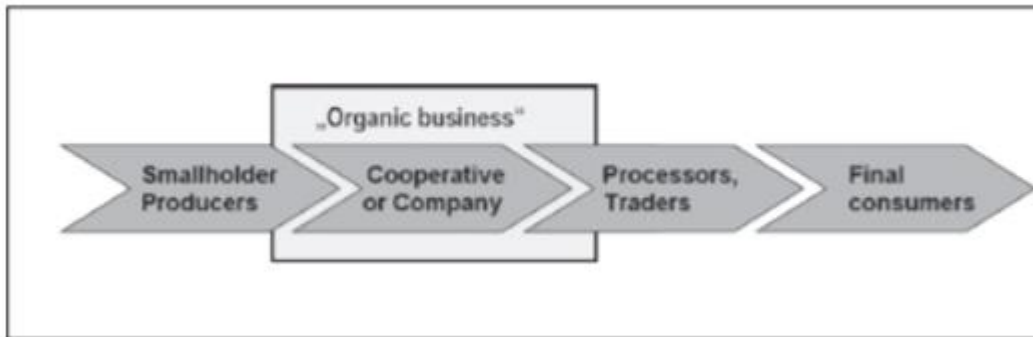 „Organic business“
Smallholder
Producers
Cooperative
or Company
Processors,
Traders
Final
consumers